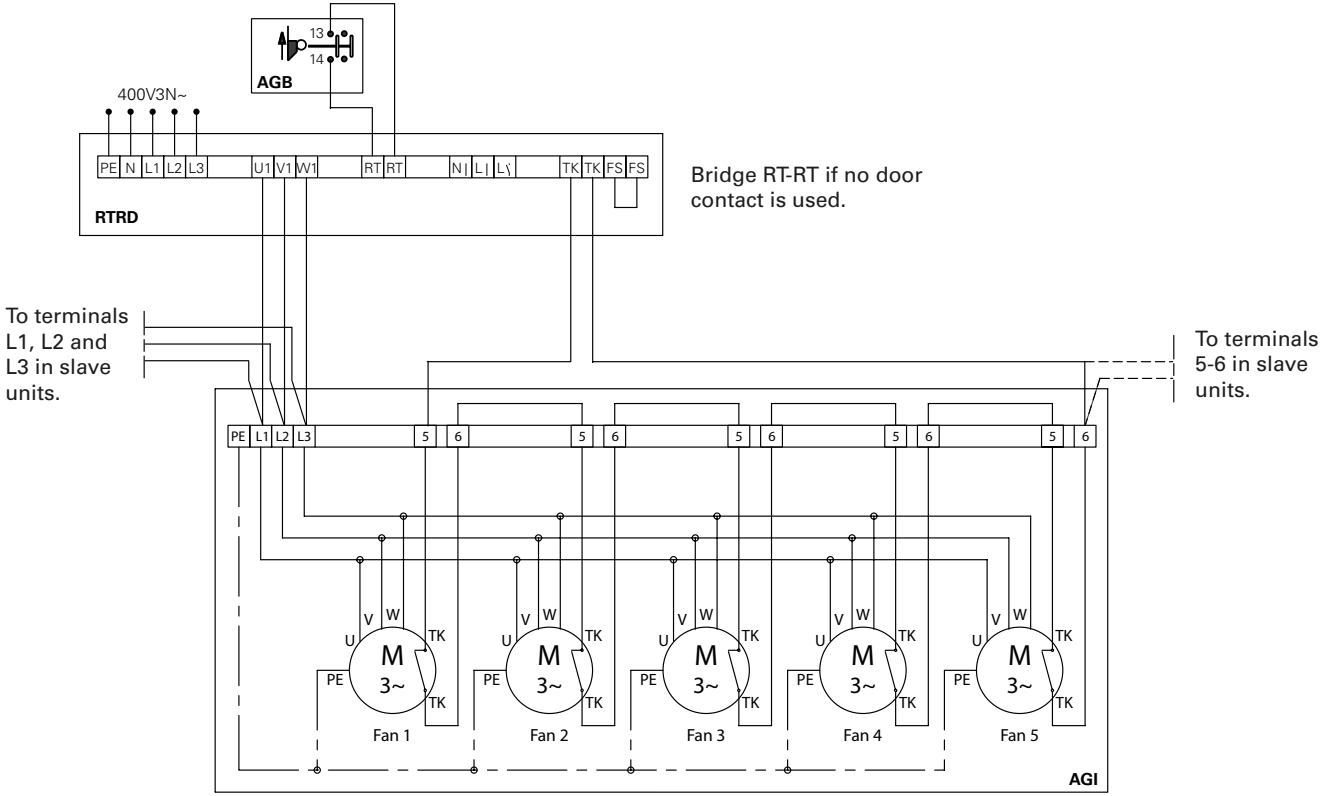 13
14
AGB
400V3N~
PE N L1 L2 L3 U1 V1 W1 RT RT N L L TK TK FS FS
RTRD
Bridge RT-RT if no door
contact is used.
To terminals
L1, L2 and
L3 in slave
units.
To terminals
5-6 in slave
units.
PE L1 L2 L3 5 6 5 6 5 6 5 6 5 6
U V W TK U V W TK U V W TK U V W TK U V W TK
M M M M M
3~ 3~ 3~ 3~ 3~
PE TK PE TK PE TK PE TK PE TK
Fan 1 Fan 2 Fan 3 Fan 4 Fan 5
AGI